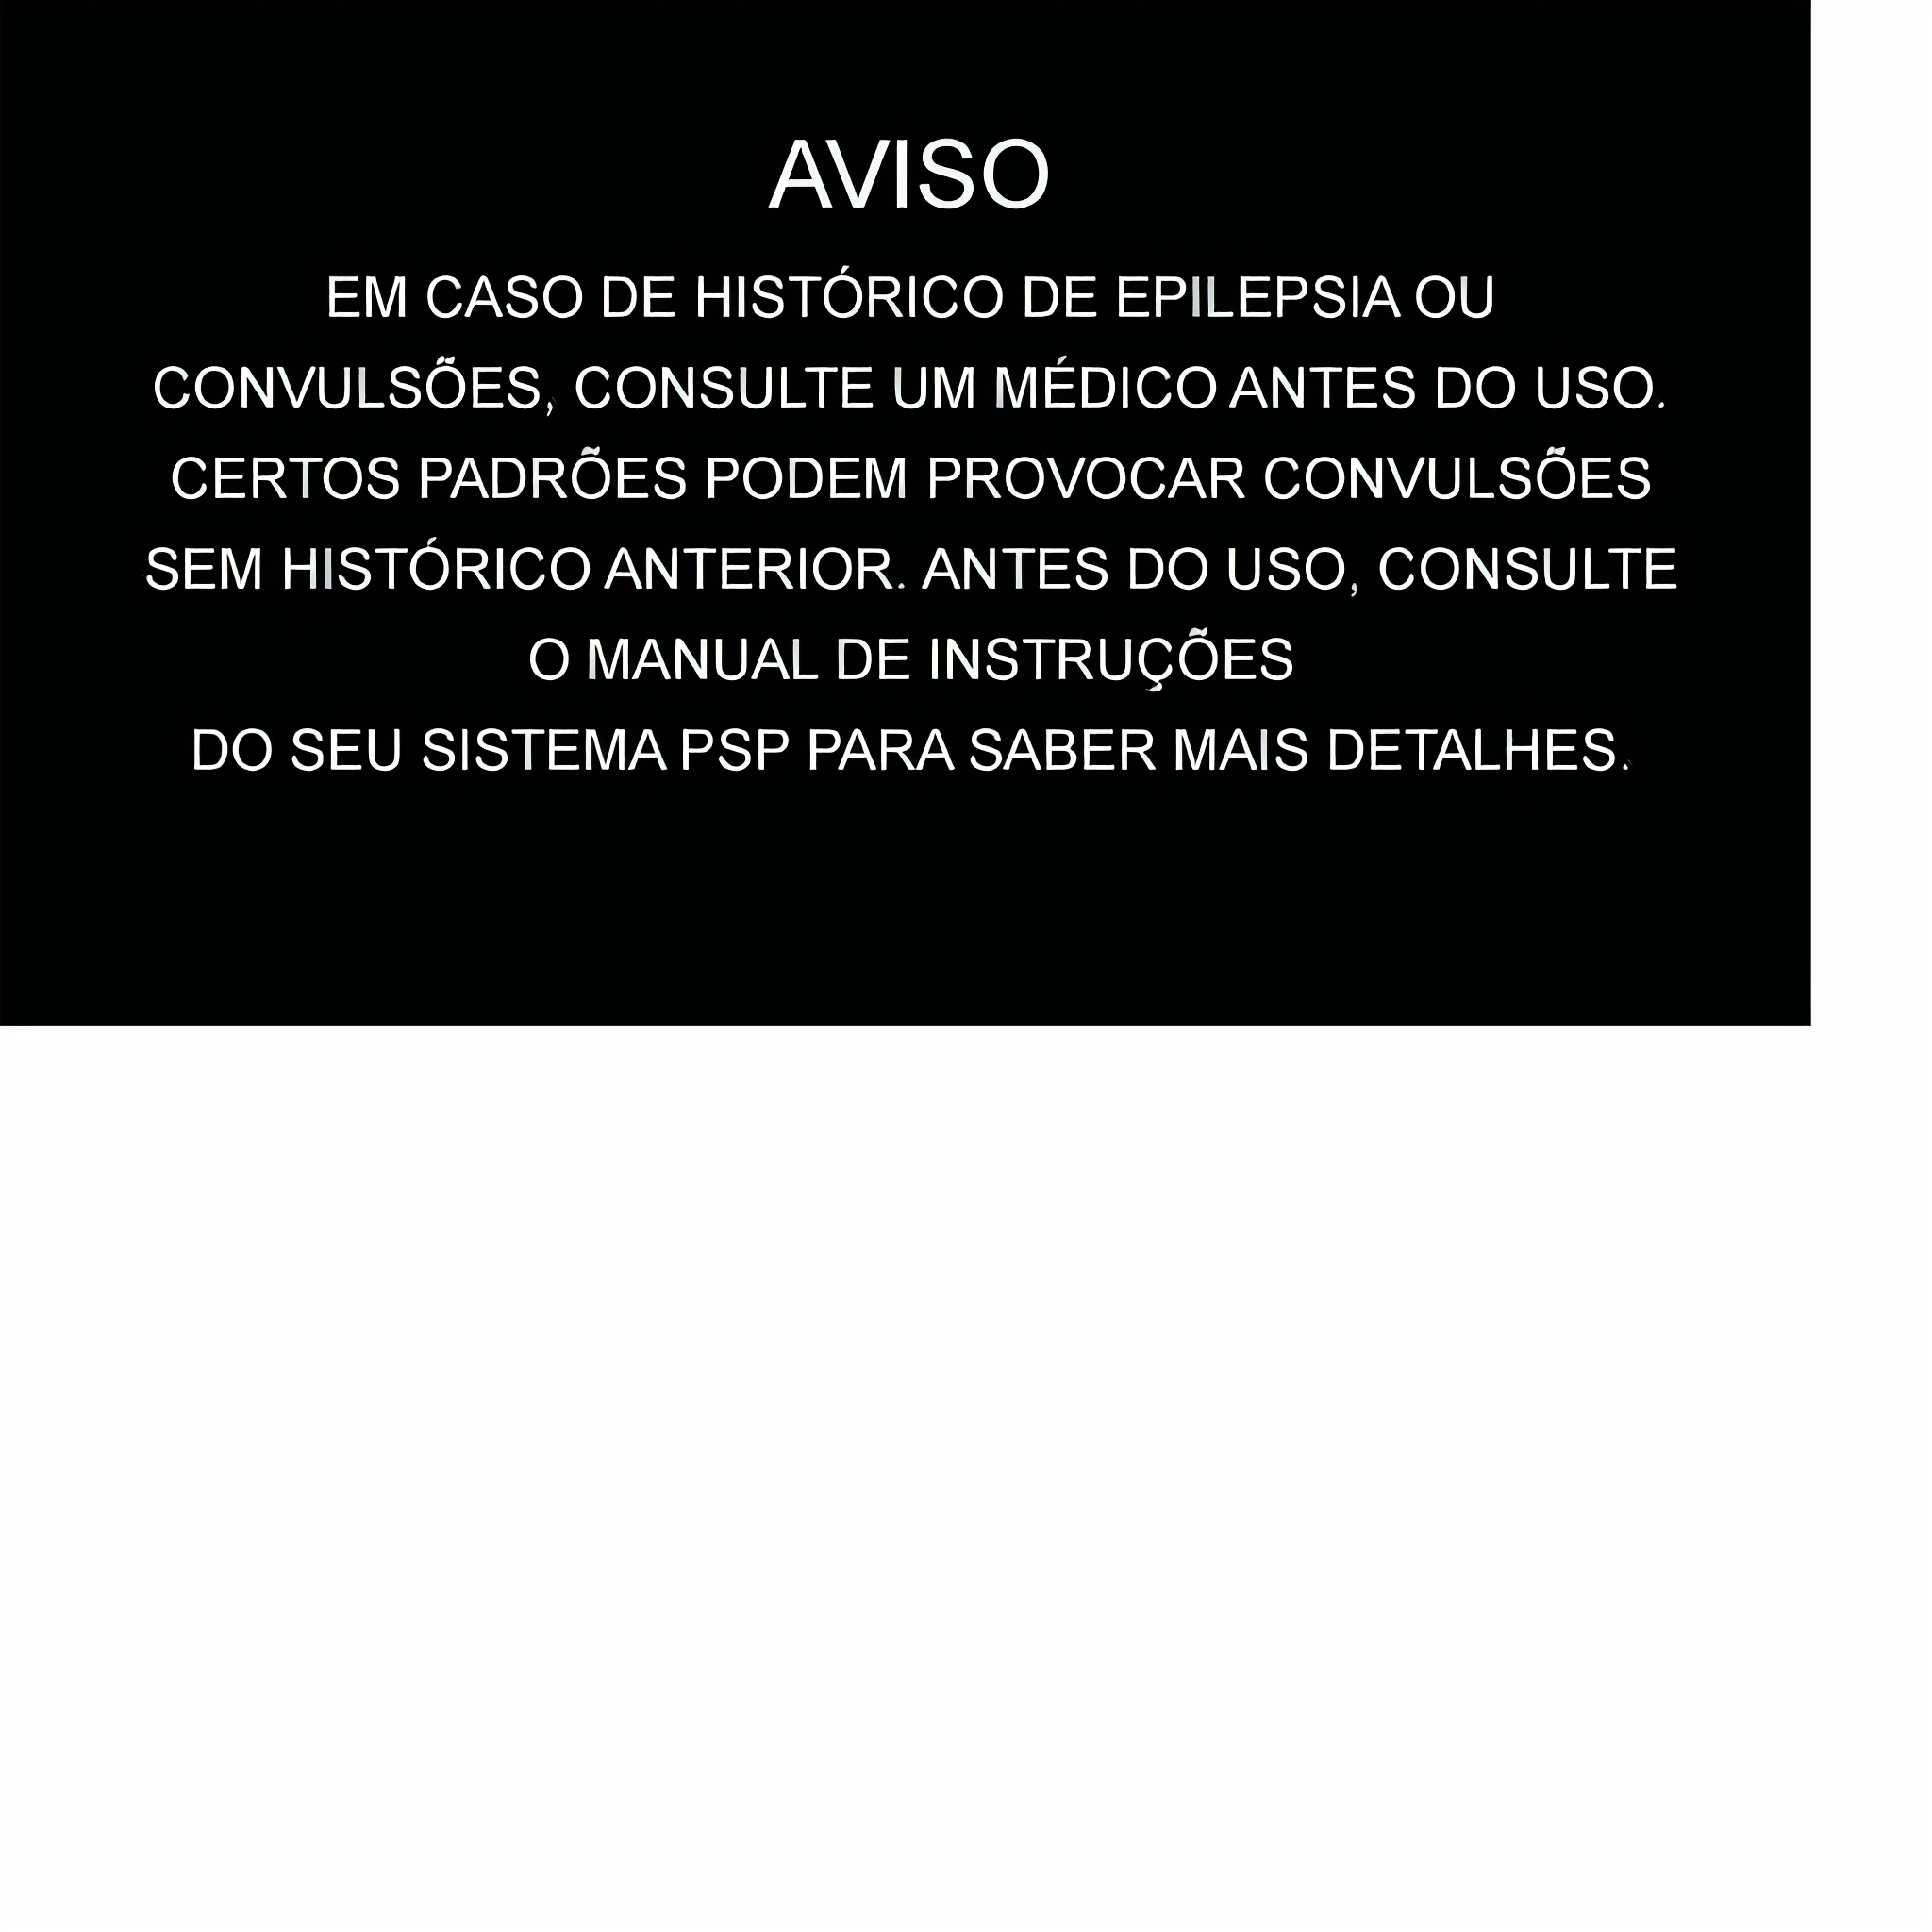 AVISO
EM CASO DE HISTÓRICO DE EPILEPSIA OU
CONVULSÕES, CONSULTE UM MÉDICO ANTES DO USO.
CERTOS PADRÕES PODEM PROVOCAR CONVULSÕES
SEM HISTÓRICO ANTERIOR. ANTES DO USO, CONSULTE
O MANUAL DE INSTRUÇÕES
DO SEU SISTEMA PSP PARA SABER MAIS DETALHES.